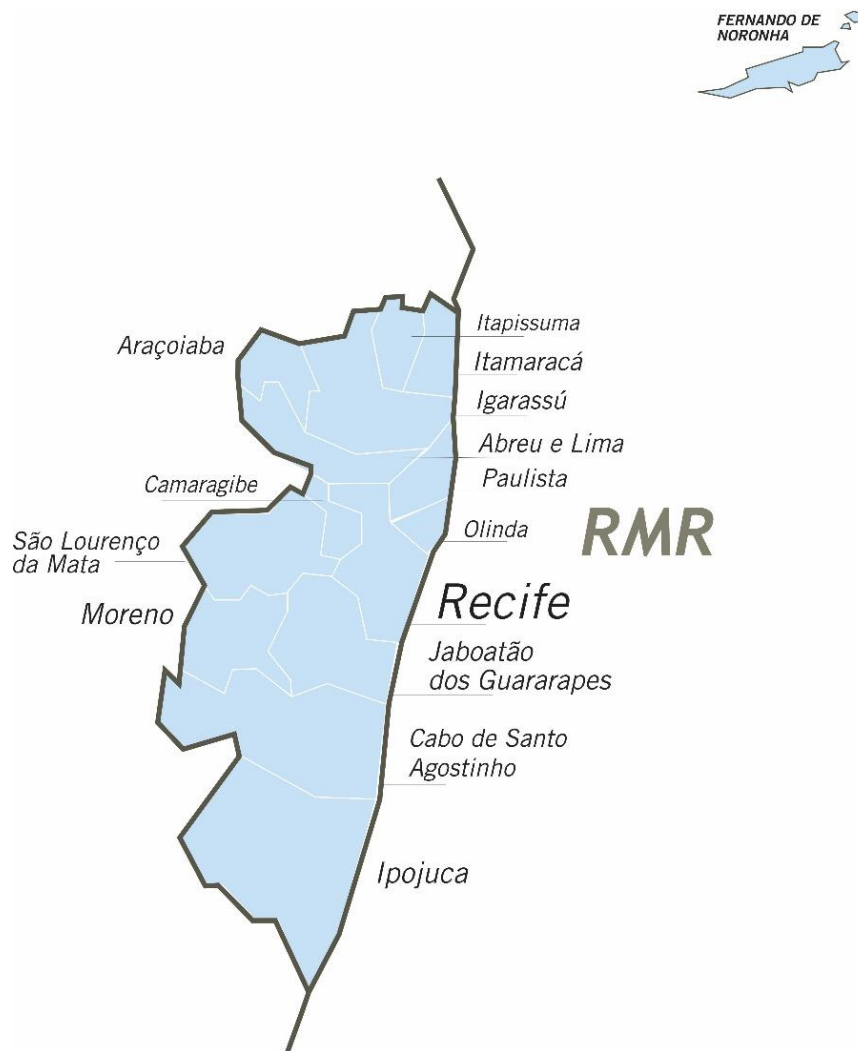 FERNANDO DE
NORONHA
Itapissuma
Araçoiaba
Itamaracá
Igarassú
Abreu e Lima
Camaragibe
Paulista
Olinda
RMR
São Lourenço
da Mata
Moreno
Recife
Jaboatão
dos Guararapes
Cabo de Santo
Agostinho
Ipojuca